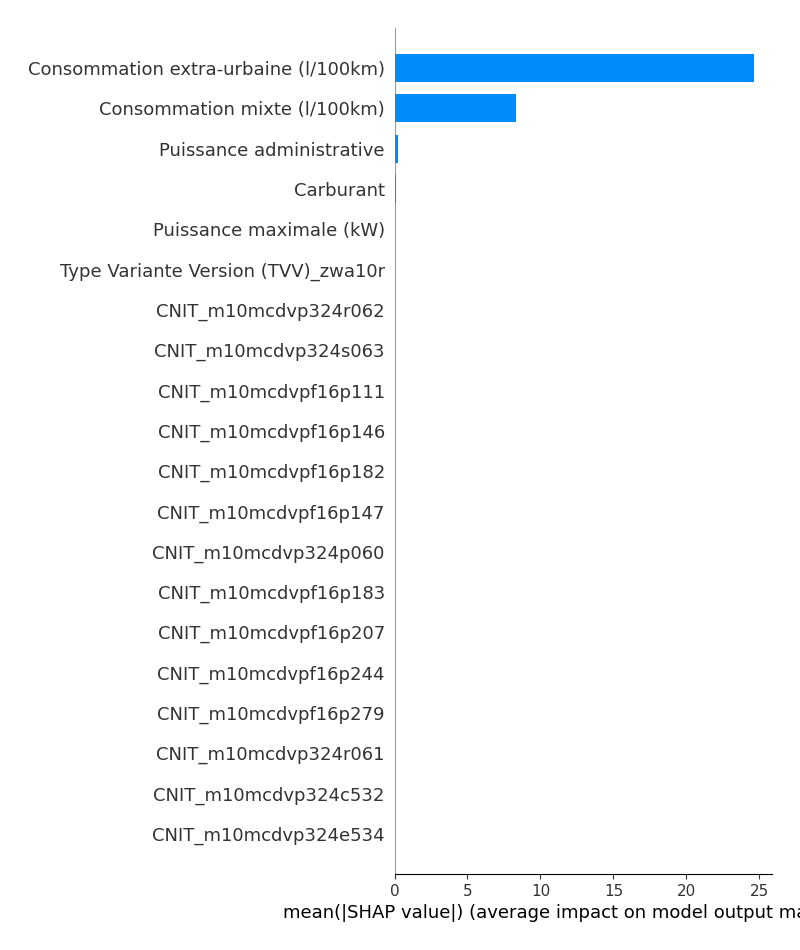 Consommation extra-urbaine (l/100km)
Consommation mixte (l/100km)
Puissance administrative
Carburant
Puissance maximale (kW)
Type Variante Version (TVV)_zwa10r
CNIT_m10mcdvp324r062
CNIT_m10mcdvp324s063
CNIT_m10mcdvpf16p111
CNIT_m10mcdvpf16p146
CNIT_m10mcdvpf16p182
CNIT_m10mcdvpf16p147
CNIT_m10mcdvp324p060
CNIT_m10mcdvpf16p183
CNIT_m10mcdvpf16p207
CNIT_m10mcdvpf16p244
CNIT_m10mcdvpf16p279
CNIT_m10mcdvp324r061
CNIT_m10mcdvp324c532
CNIT_m10mcdvp324e534
0 5 10 15 20 25
mean(|SHAP value|) (average impact on model output ma